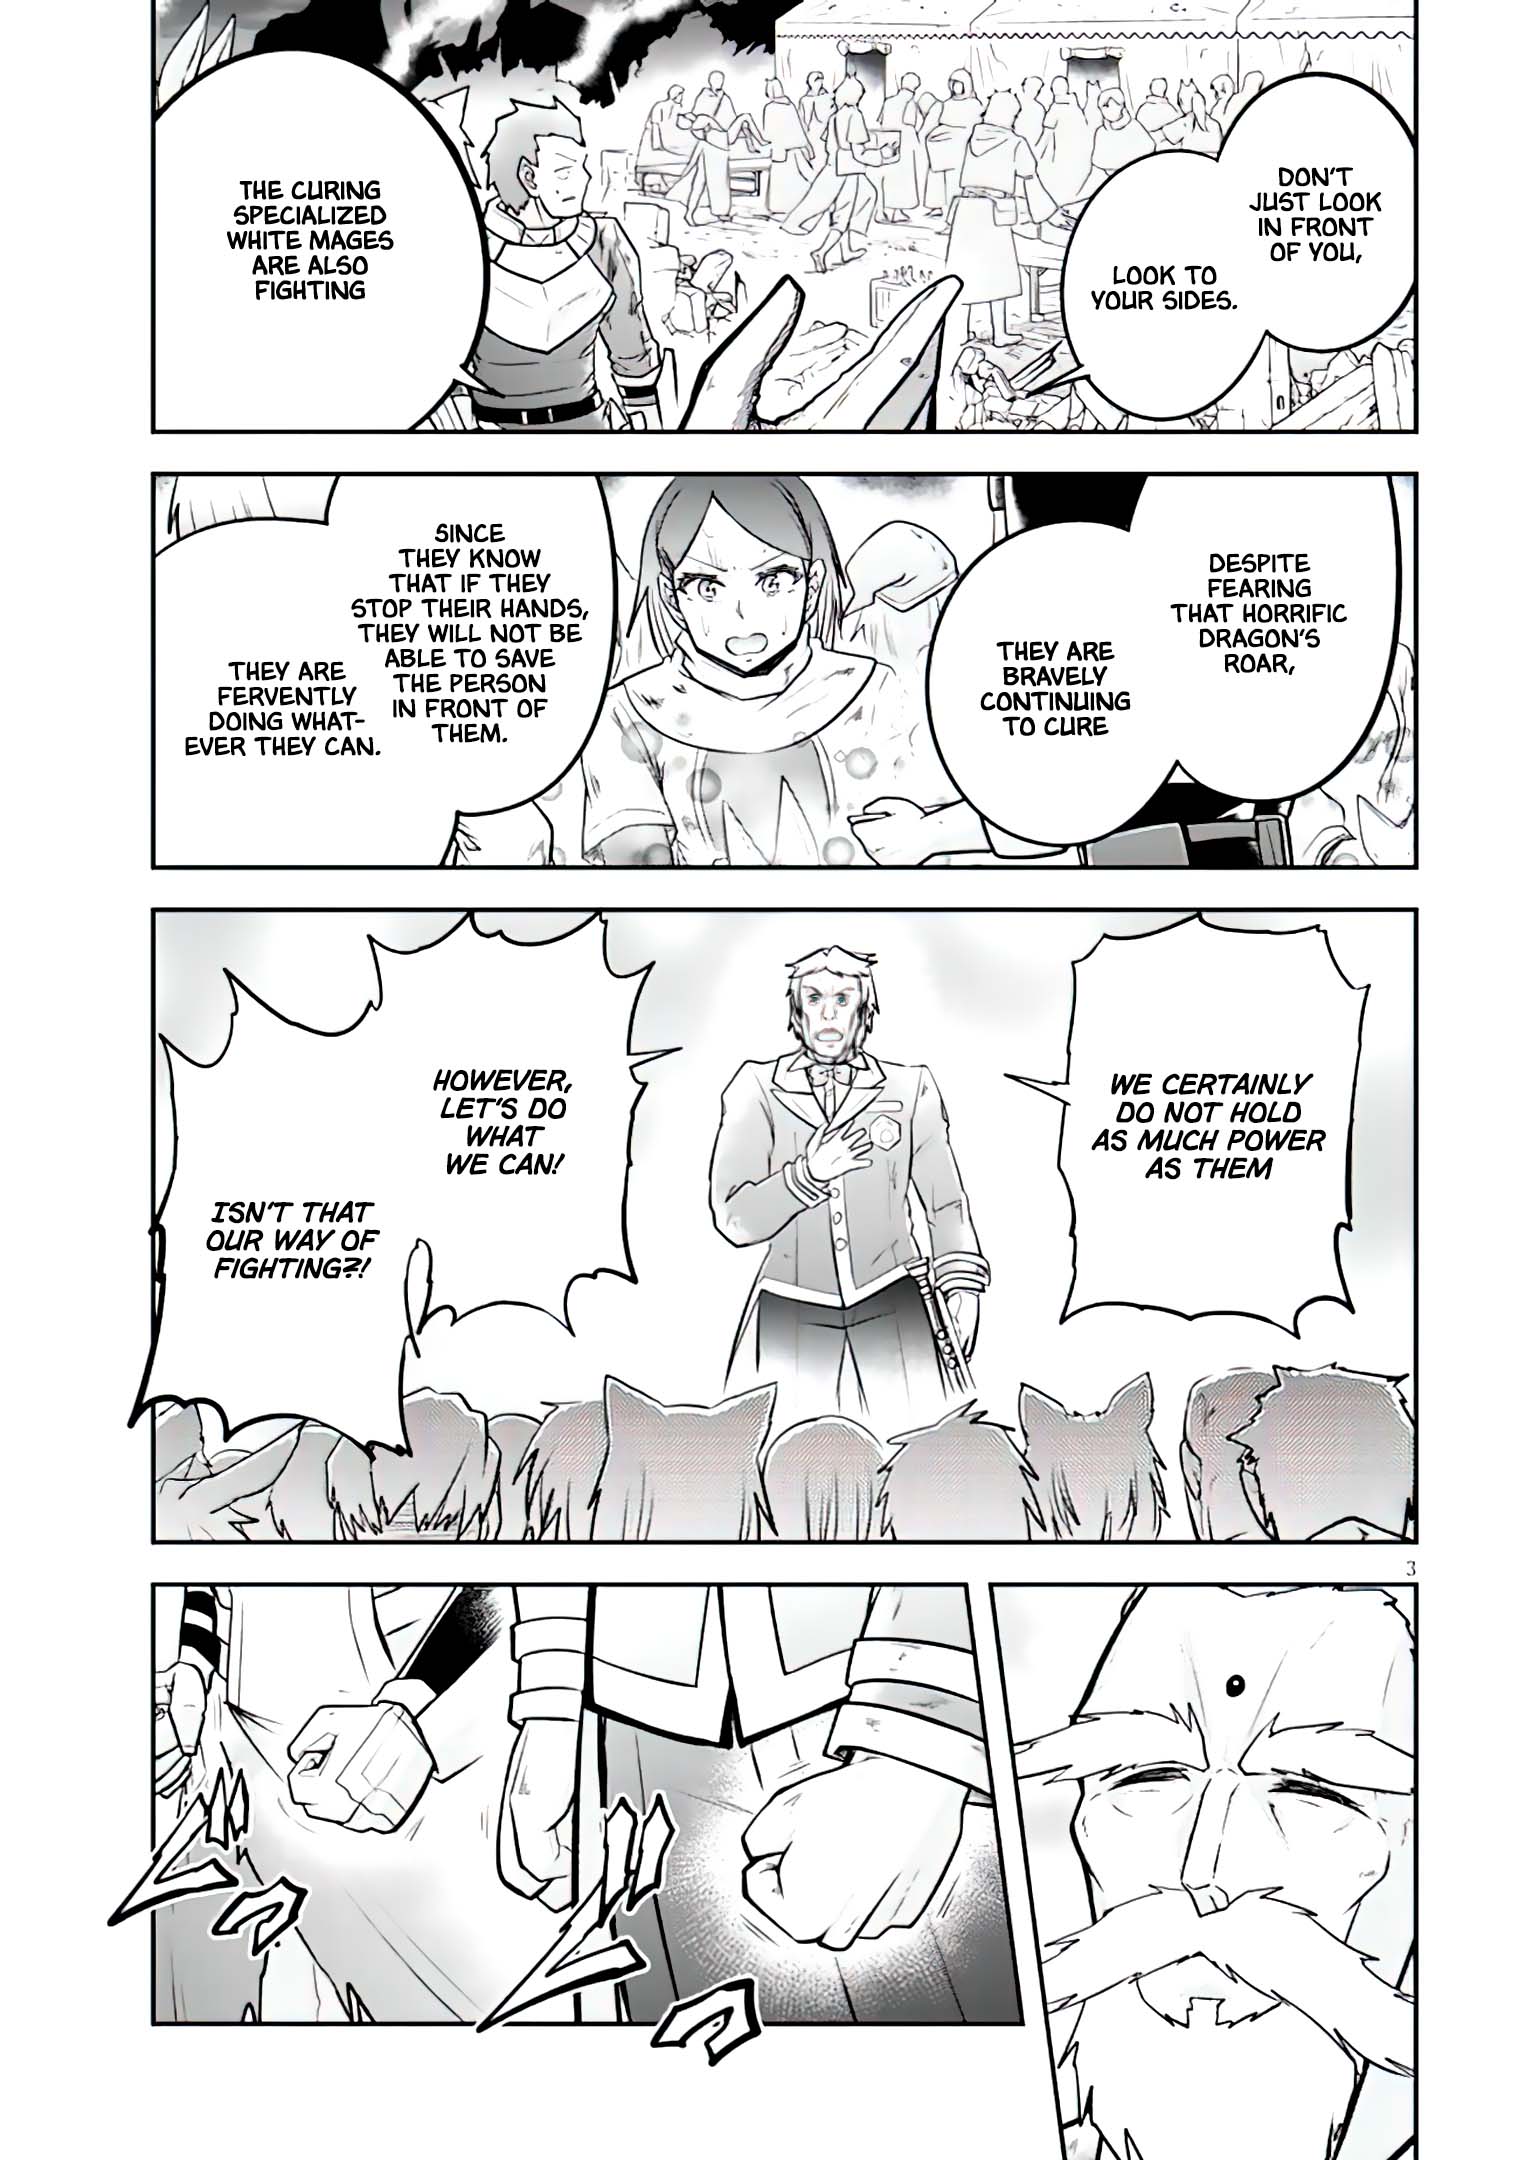 DON'T
JUST LOOK
IN FRONT
OF YOU,
LOOK TO
YOUR SIDES.
THE CURING
SPECIALIZED
WHITE MAGES
ARE ALSO
FIGHTING
DESPITE
FEARING
THAT HORRIFIC
DRAGON'S
ROAR,
THEY ARE
BRAVELY
CONTINUING
TO CURE
SINCE
THEY KNOW
THAT IF THEY
STOP THEIR HANDS,
THEY WILL NOT BE
ABLE TO SAVE
THE PERSON
IN FRONT OF
THEM.
THEY ARE
FERVENTLY
DOING WHAT-
EVER THEY CAN.
WE CERTAINLY
DO NOT HOLD
AS MUCH POWER
AS THEM
HOWEVER,
LET'S DO
WHAT
WE CAN!
ISN'T THAT
OUR WAY OF
FIGHTING?!
3
グッ
グッ